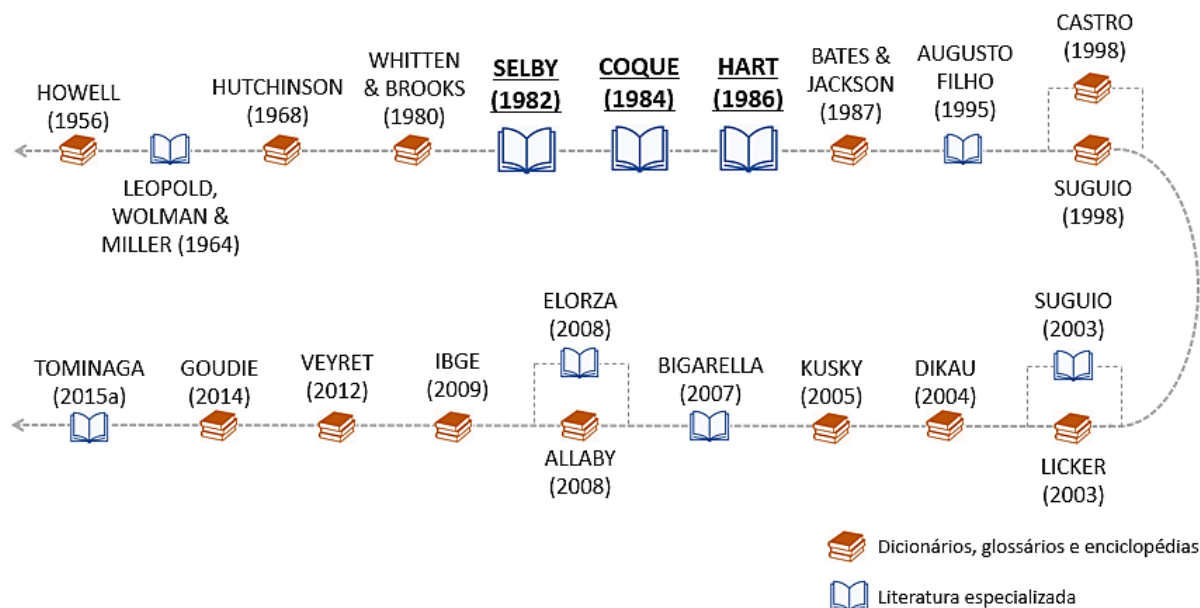 HOWELL
(1956)
LEOPOLD,
WOLMAN &
MILLER (1964)
HUTCHINSON
(1968)
WHITTEN
& BROOKS
(1980)
SELBY
(1982)
COQUE
(1984)
HART
(1986)
BATES &
JACKSON
(1987)
AUGUSTO
FILHO
(1995)
CASTRO
(1998)
SUGUIO
(1998)
SUGUIO
(2003)
LICKER
(2003)
DIKAU
(2004)
KUSKY
(2005)
BIGARELLA
(2007)
ELORZA
(2008)
ALLABY
(2008)
IBGE
(2009)
VEYRET
(2012)
GOUDIE
(2014)
TOMINAGA
(2015a)
Dicionários, glossários e enciclopédias
Literatura especializada